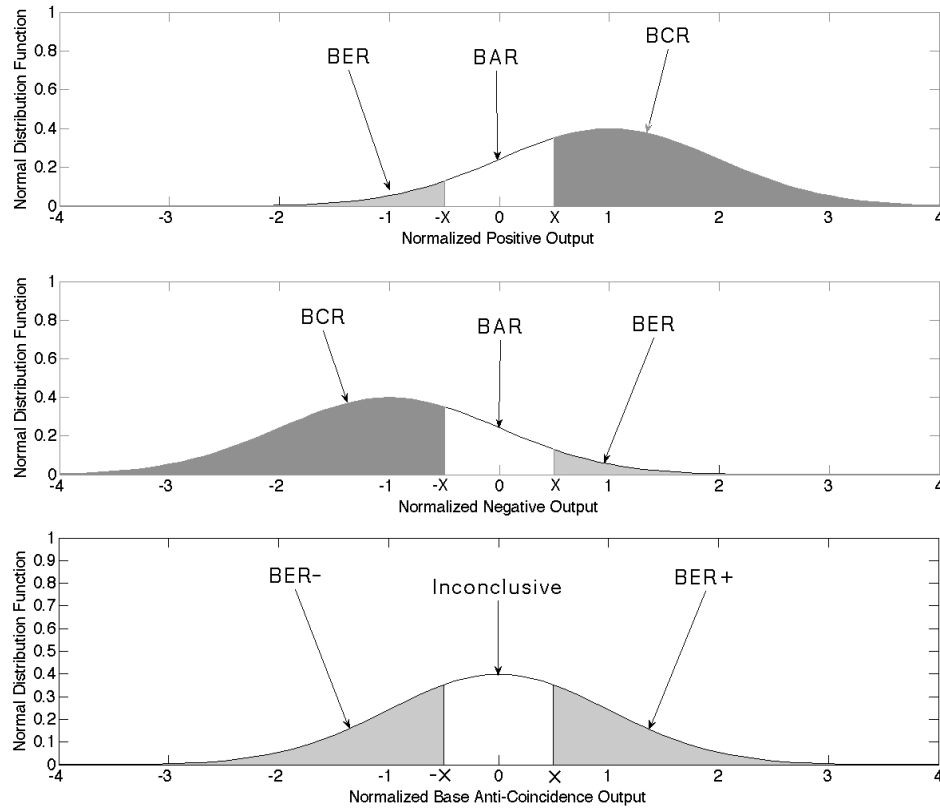 Normal Distribution Function
1
0.8
0.6
0.4
0.2
0
BER
BAR
BCR
-4 -3 -2 -1 -X 0 X 1 2 3 4
Normalized Positive Output
Normal Distribution Function
1
0.8
0.6
0.4
0.2
0
BCR
BAR
BER
-4 -3 -2 -1 -X 0 X 1 2 3 4
Normalized Negative Output
Normal Distribution Function
1
0.9
0.8
0.7
0.6
0.5
0.4
0.3
0.2
0.1
0
BER-
Inconclusive
BER+
-4 -3 -2 -1 -X 0 X 1 2 3 4
Normalized Base Anti-Coincidence Output